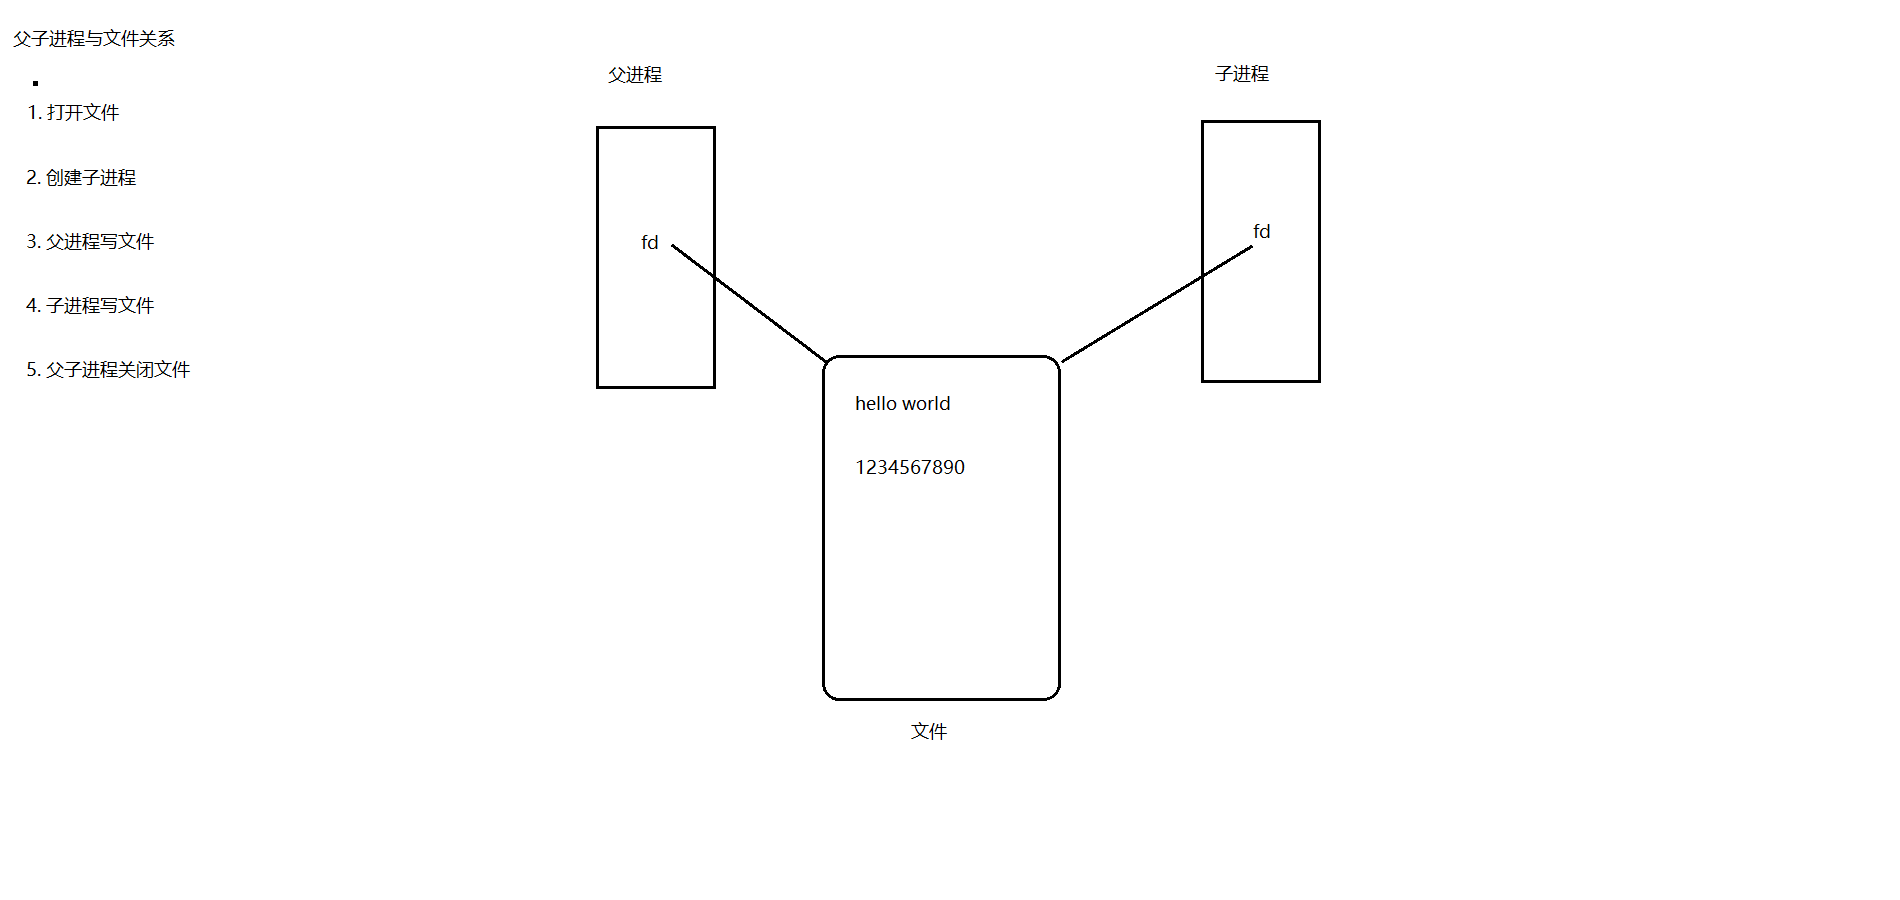 父子进程与文件关系
1. 打开文件
2. 创建子进程
3. 父进程写文件
4. 子进程写文件
5. 父子进程关闭文件
父进程
子进程
fd
fd
hello world
1234567890
文件